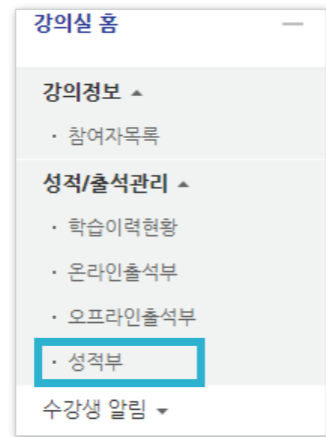 강의실 홈
강의정보
· 참여자목록
성적/출석관리
· 학습이력현황
· 온라인출석부
· 오프라인출석부
· 성적부
수강생 알림